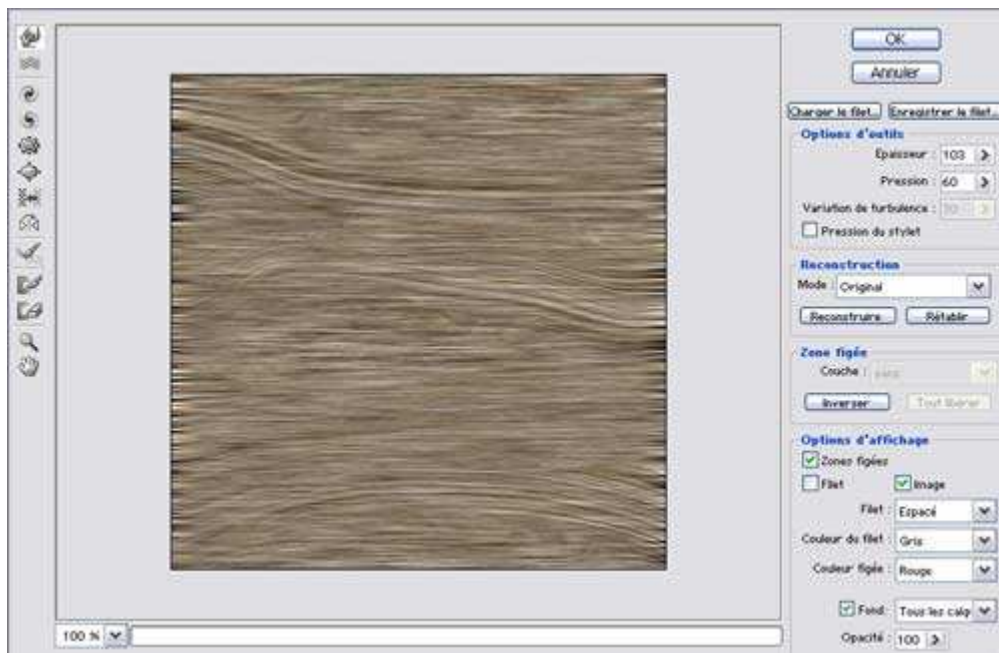 OK
Annuler
Charger le filet... Enregistrer le filet...
Options d'outils
Epaisseur : 103
Pression : 60
Variation de turbulence :
Pression du stylet
Reconstruction
Mode : Original
Reconstruire Rétablir
Zone figée
Couche :
Inverser Tout libérer
Options d'affichage
Zones figées
Filet Image
Filet : Espacé
Couleur du filet : Gris
Couleur figée : Rouge
Fond Tous les calq
100 %
Opacité : 100